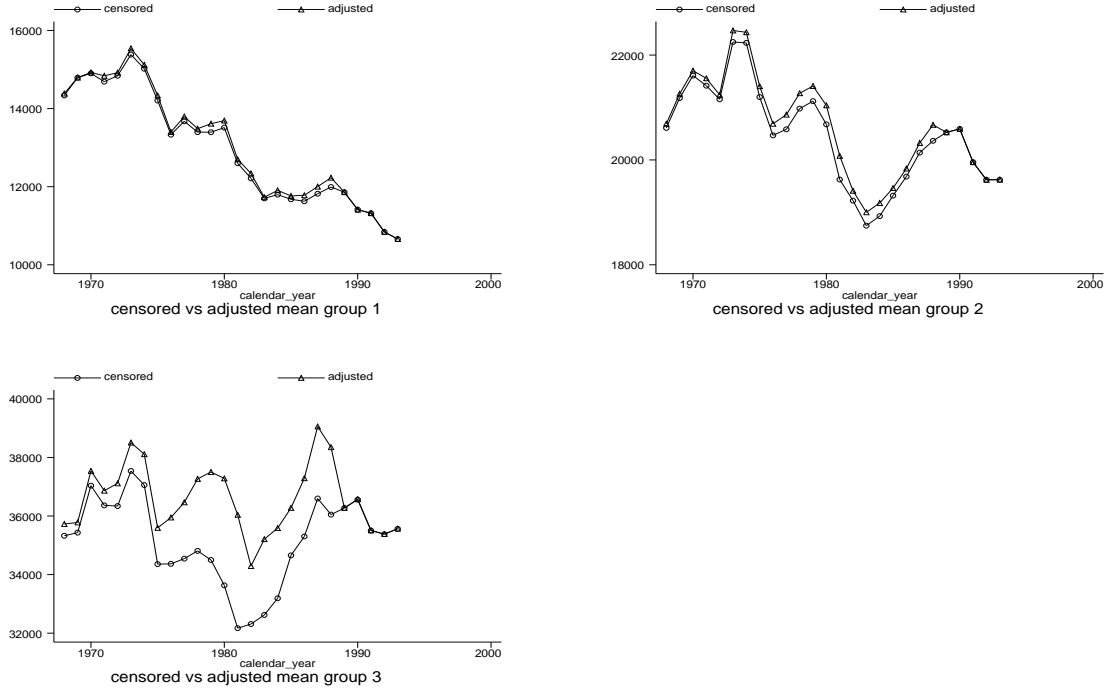 censored adjusted
16000
14000
12000
10000
1970 1980 1990 2000
calendar_year
censored vs adjusted mean group 1
censored adjusted
22000
20000
18000
1970 1980 1990 2000
calendar_year
censored vs adjusted mean group 2
censored adjusted
40000
38000
36000
34000
32000
1970 1980 1990 2000
calendar_year
censored vs adjusted mean group 3